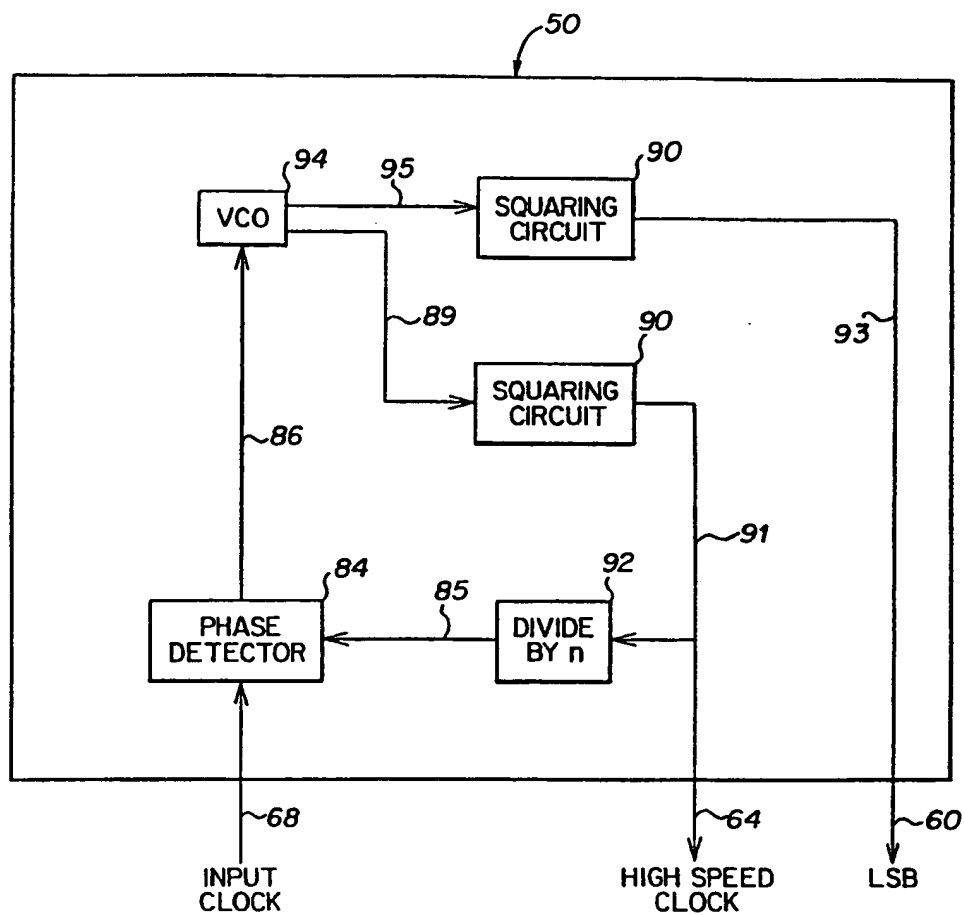 50
94
95
90
VCO
SQUARING
CIRCUIT
89
90
93
SQUARING
CIRCUIT
86
91
84
85
92
PHASE
DETECTOR
DIVIDE
BY n
68
64
60
INPUT
CLOCK
HIGH SPEED
CLOCK
LSB